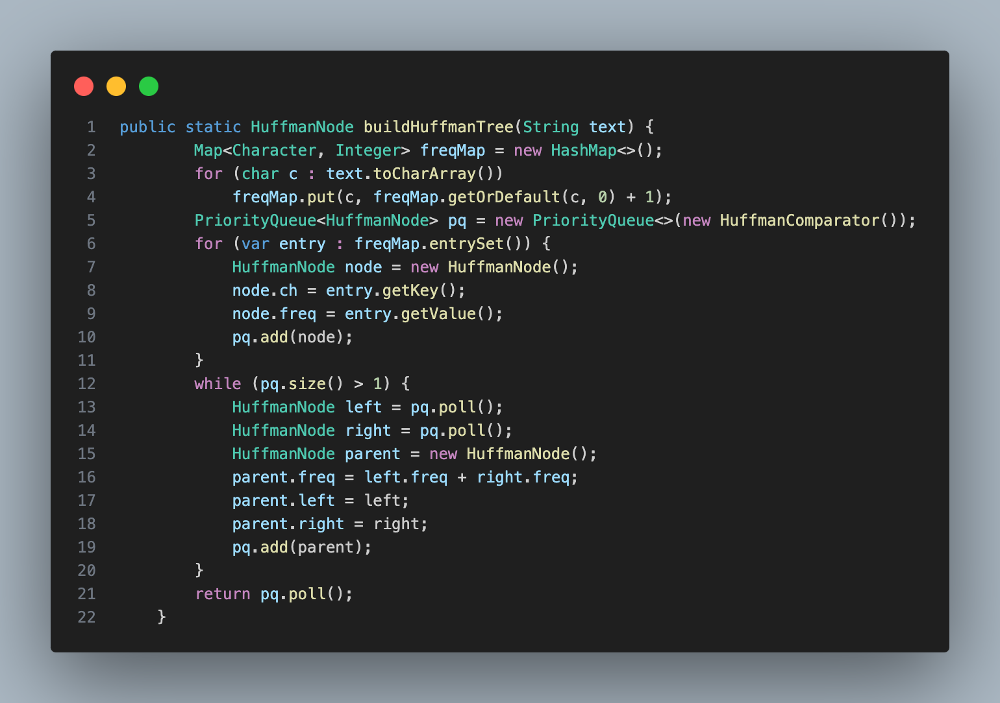 1 public static HuffmanNode buildHuffmanTree(String text) {
2         Map<Character, Integer> freqMap = new HashMap<>();
3         for (char c : text.toCharArray())
4             freqMap.put(c, freqMap.getOrDefault(c, 0) + 1);
5         PriorityQueue<HuffmanNode> pq = new PriorityQueue<>(new HuffmanComparator());
6         for (var entry : freqMap.entrySet()) {
7             HuffmanNode node = new HuffmanNode();
8             node.ch = entry.getKey();
9             node.freq = entry.getValue();
10             pq.add(node);
11         }
12         while (pq.size() > 1) {
13             HuffmanNode left = pq.poll();
14             HuffmanNode right = pq.poll();
15             HuffmanNode parent = new HuffmanNode();
16             parent.freq = left.freq + right.freq;
17             parent.left = left;
18             parent.right = right;
19             pq.add(parent);
20         }
21         return pq.poll();
22     }